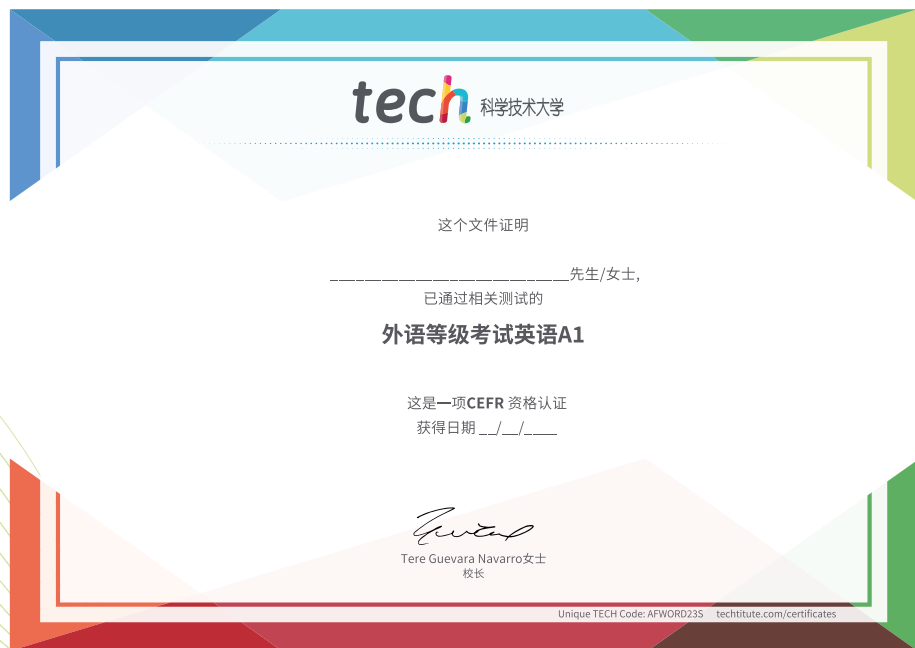 tech 科学技术大学
这个文件证明
____________________________先生/女士,
已通过相关测试的
外语等级考试英语A1
这是一项CEFR 资格认证
获得日期 __/__/____
Tere Guevara Navarro女士
校长
Unique TECH Code: AFWORD23S techtitute.com/certificates